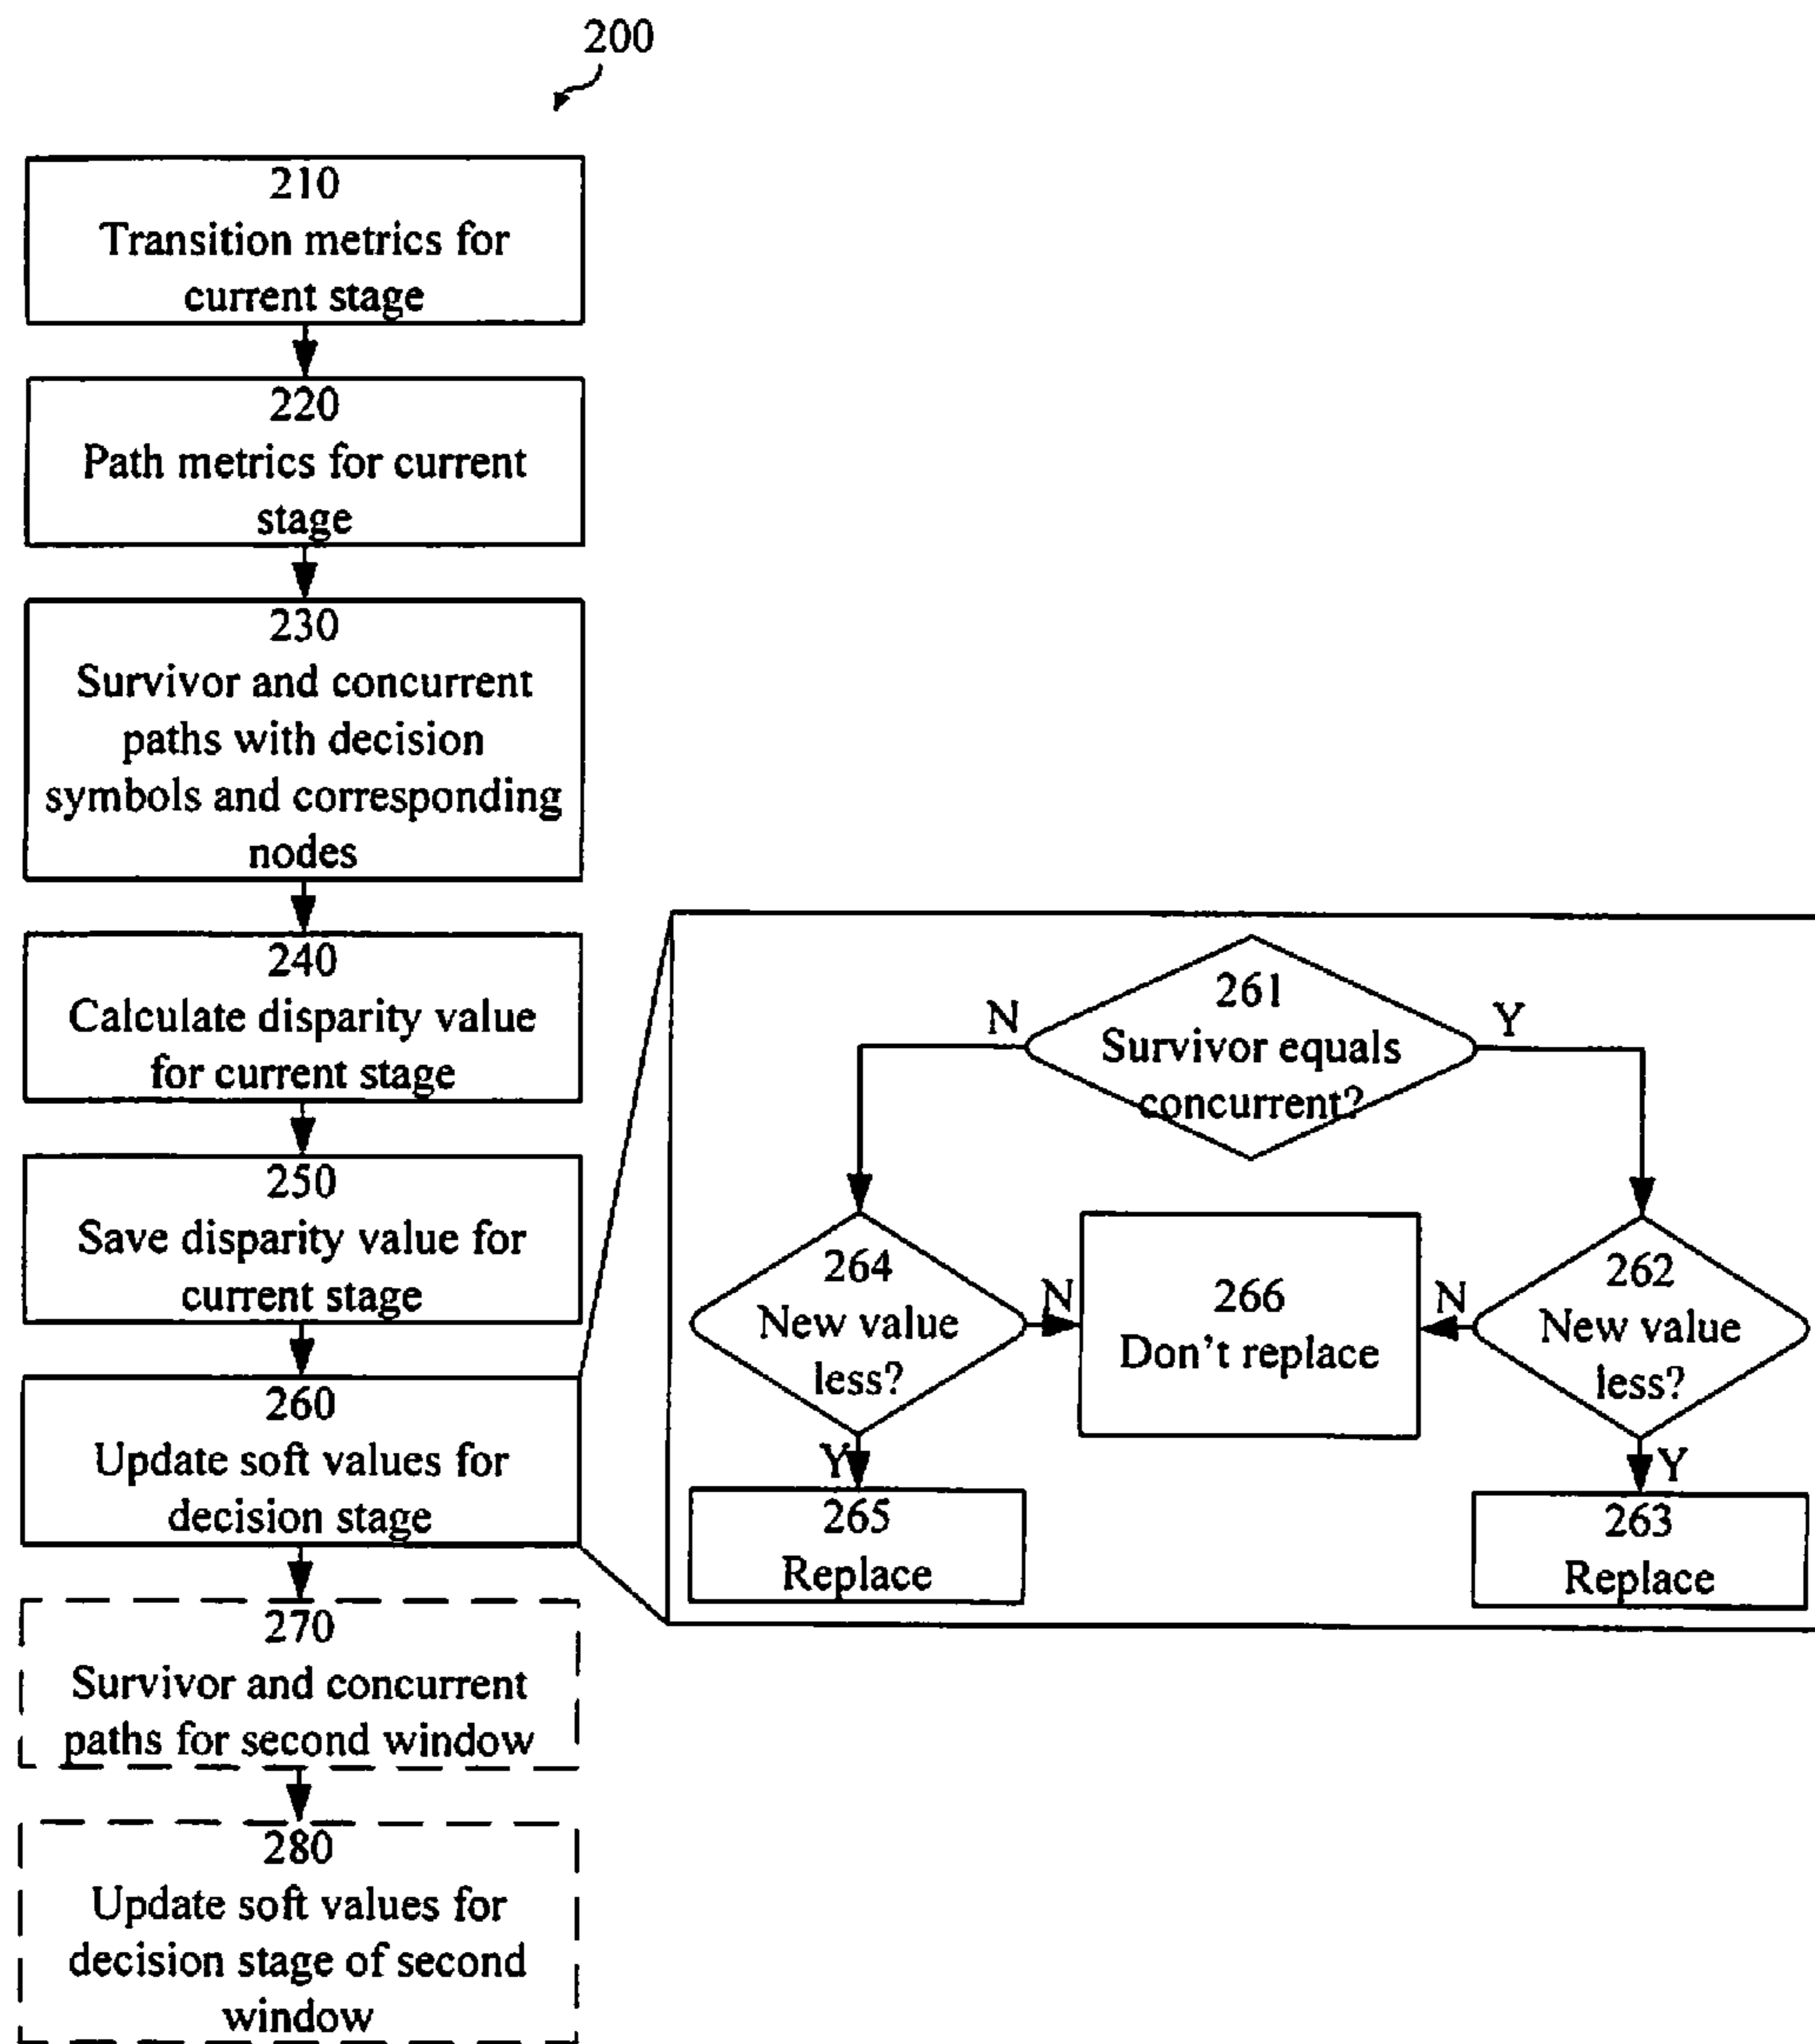 200
210
Transition metrics for
current stage
220
Path metrics for current
stage
230
Survivor and concurrent
paths with decision
symbols and corresponding
nodes
240
Calculate disparity value
for current stage
250
Save disparity value for
current stage
260
Update soft values for
decision stage
270
Survivor and concurrent
paths for second window
280
Update soft values for
decision stage of second
window
261
Survivor equals
concurrent?
N
Y
264
New value
less?
N
Y
266
Don't replace
262
New value
less?
N
Y
265
Replace
263
Replace